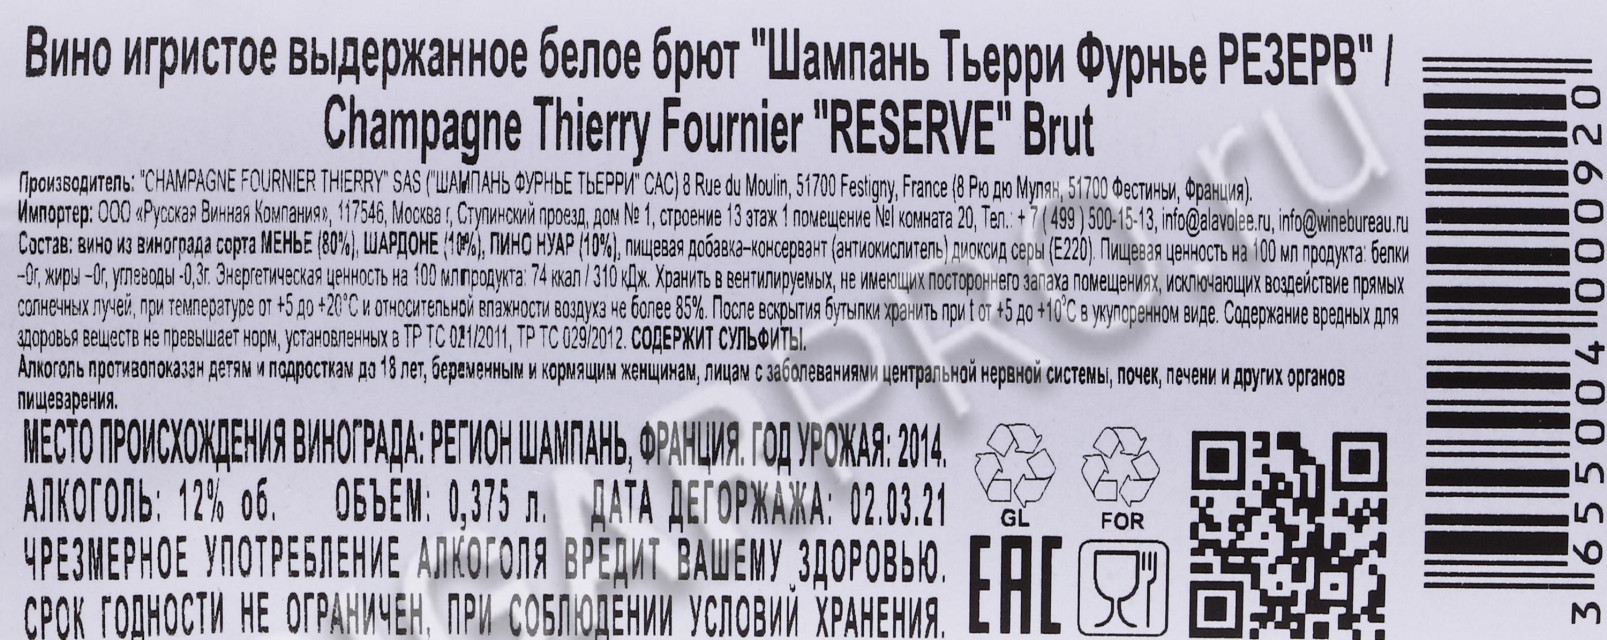 Вино игристое выдержанное белое брют "Шампань Тьерри Фурнье РЕЗЕРВ" /
Champagne Thierry Fournier "RESERVE" Brut
Производитель: "CHAMPAGNE FOURNIER THIERRY" SAS ("ШАМПАНЬ ФУРНЬЕ ТЬЕРРИ" САС) 8 Rue du Moulin, 51700 Festigny, France (8 Рю дю Мулян, 51700 Фестиньи, Франция).
Импортер: ООО «Русская Винная Компания», 117546, Москва г, Ступинский проезд, дом № 1, строение 13 этаж 1 помещение №I комната 20, Тел.: + 7 ( 499 ) 500-15-13, info@alavolee.ru, info@winebureau.ru
Состав: вино из винограда сорта МЕНЬЕ (80%), ШАРДОНЕ (10%), ПИНО НУАР (10%), пищевая добавка-консервант (антиокислитель) диоксид серы (Е220). Пищевая ценность на 100 мл продукта: белки
–0г, жиры –0г, углеводы -0,3г. Энергетическая ценность на 100 мл продукта: 74 ккал / 310 кДж. Хранить в вентилируемых, не имеющих постороннего запаха помещениях, исключающих воздействие прямых
солнечных лучей, при температуре от +5 до +20°С и относительной влажности воздуха не более 85%. После вскрытия бутылки хранить при t от +5 до +10°С в укупоренном виде. Содержание вредных для
здоровья веществ не превышает норм, установленных в ТР ТС 021/2011, ТР ТС 029/2012. СОДЕРЖИТ СУЛЬФИТЫ.
Алкоголь противопоказан детям и подросткам до 18 лет, беременным и кормящим женщинам, лицам с заболеваниями центральной нервной системы, почек, печени и других органов
пищеварения.
МЕСТО ПРОИСХОЖДЕНИЯ ВИНОГРАДА: РЕГИОН ШАМПАНЬ, ФРАНЦИЯ. ГОД УРОЖАЯ: 2014.
АЛКОГОЛЬ: 12% об. ОБЪЕМ: 0,375 л. ДАТА ДЕГОРЖАЖА: 02.03.21
ЧРЕЗМЕРНОЕ УПОТРЕБЛЕНИЕ АЛКОГОЛЯ ВРЕДИТ ВАШЕМУ ЗДОРОВЬЮ.
СРОК ГОДНОСТИ НЕ ОГРАНИЧЕН, ПРИ СОБЛЮДЕНИИ УСЛОВИЙ ХРАНЕНИЯ.
GL FOR
EAC
3 655004 000920